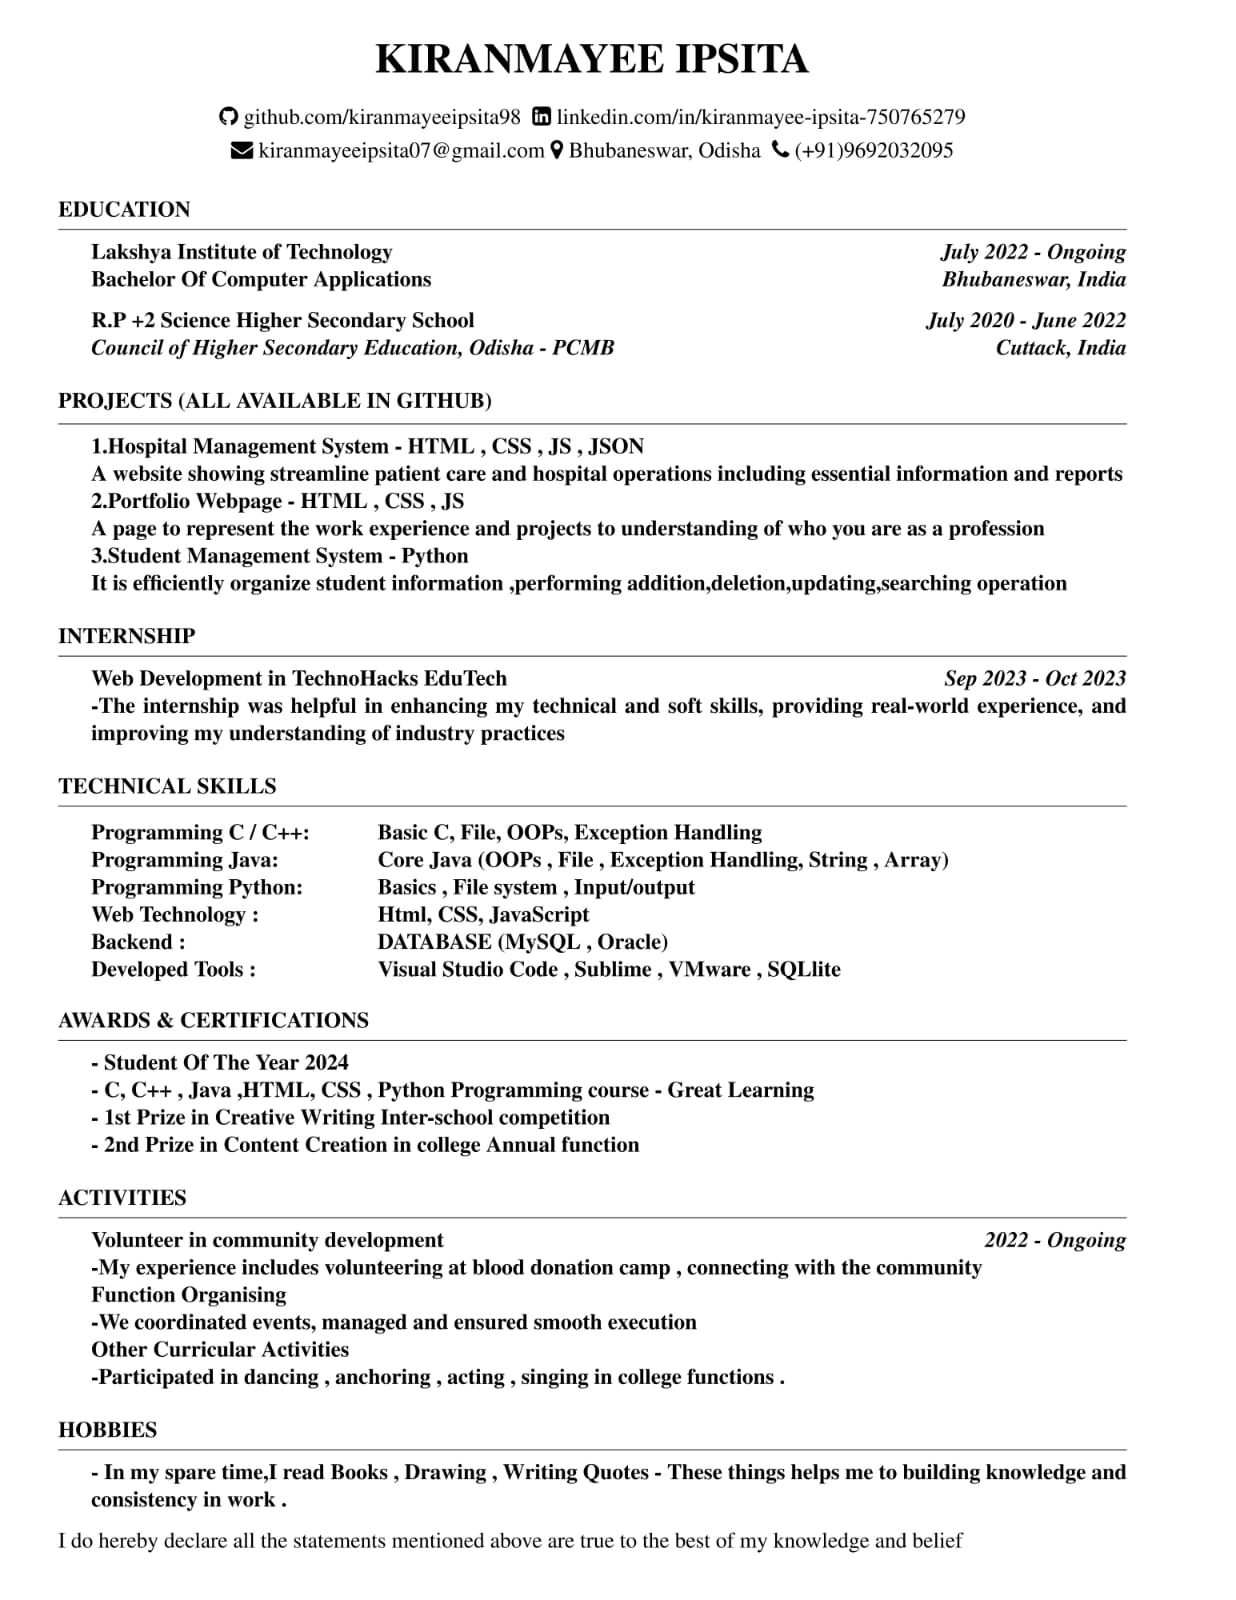 KIRANMAYEE IPSITA
github.com/kiranmayeeipsita98 linkedin.com/in/kiranmayee-ipsita-750765279
kiranmayeeipsita07@gmail.com Bhubaneswar, Odisha (+91)9692032095
EDUCATION
Lakshya Institute of Technology July 2022 - Ongoing
Bachelor Of Computer Applications Bhubaneswar, India
R.P +2 Science Higher Secondary School July 2020 - June 2022
Council of Higher Secondary Education, Odisha - PCMB Cuttack, India
PROJECTS (ALL AVAILABLE IN GITHUB)
1.Hospital Management System - HTML , CSS , JS , JSON
A website showing streamline patient care and hospital operations including essential information and reports
2.Portfolio Webpage - HTML , CSS , JS
A page to represent the work experience and projects to understanding of who you are as a profession
3.Student Management System - Python
It is efficiently organize student information ,performing addition,deletion,updating,searching operation
INTERNSHIP
Web Development in TechnoHacks EduTech Sep 2023 - Oct 2023
-The internship was helpful in enhancing my technical and soft skills, providing real-world experience, and
improving my understanding of industry practices
TECHNICAL SKILLS
Programming C / C++: Basic C, File, OOPs, Exception Handling
Programming Java: Core Java (OOPs , File , Exception Handling, String , Array)
Programming Python: Basics , File system , Input/output
Web Technology : Html, CSS, JavaScript
Backend : DATABASE (MySQL , Oracle)
Developed Tools : Visual Studio Code , Sublime , VMware , SQLlite
AWARDS & CERTIFICATIONS
- Student Of The Year 2024
- C, C++ , Java ,HTML, CSS , Python Programming course - Great Learning
- 1st Prize in Creative Writing Inter-school competition
- 2nd Prize in Content Creation in college Annual function
ACTIVITIES
Volunteer in community development 2022 - Ongoing
-My experience includes volunteering at blood donation camp , connecting with the community
Function Organising
-We coordinated events, managed and ensured smooth execution
Other Curricular Activities
-Participated in dancing , anchoring , acting , singing in college functions .
HOBBIES
- In my spare time,I read Books , Drawing , Writing Quotes - These things helps me to building knowledge and
consistency in work .
I do hereby declare all the statements mentioned above are true to the best of my knowledge and belief